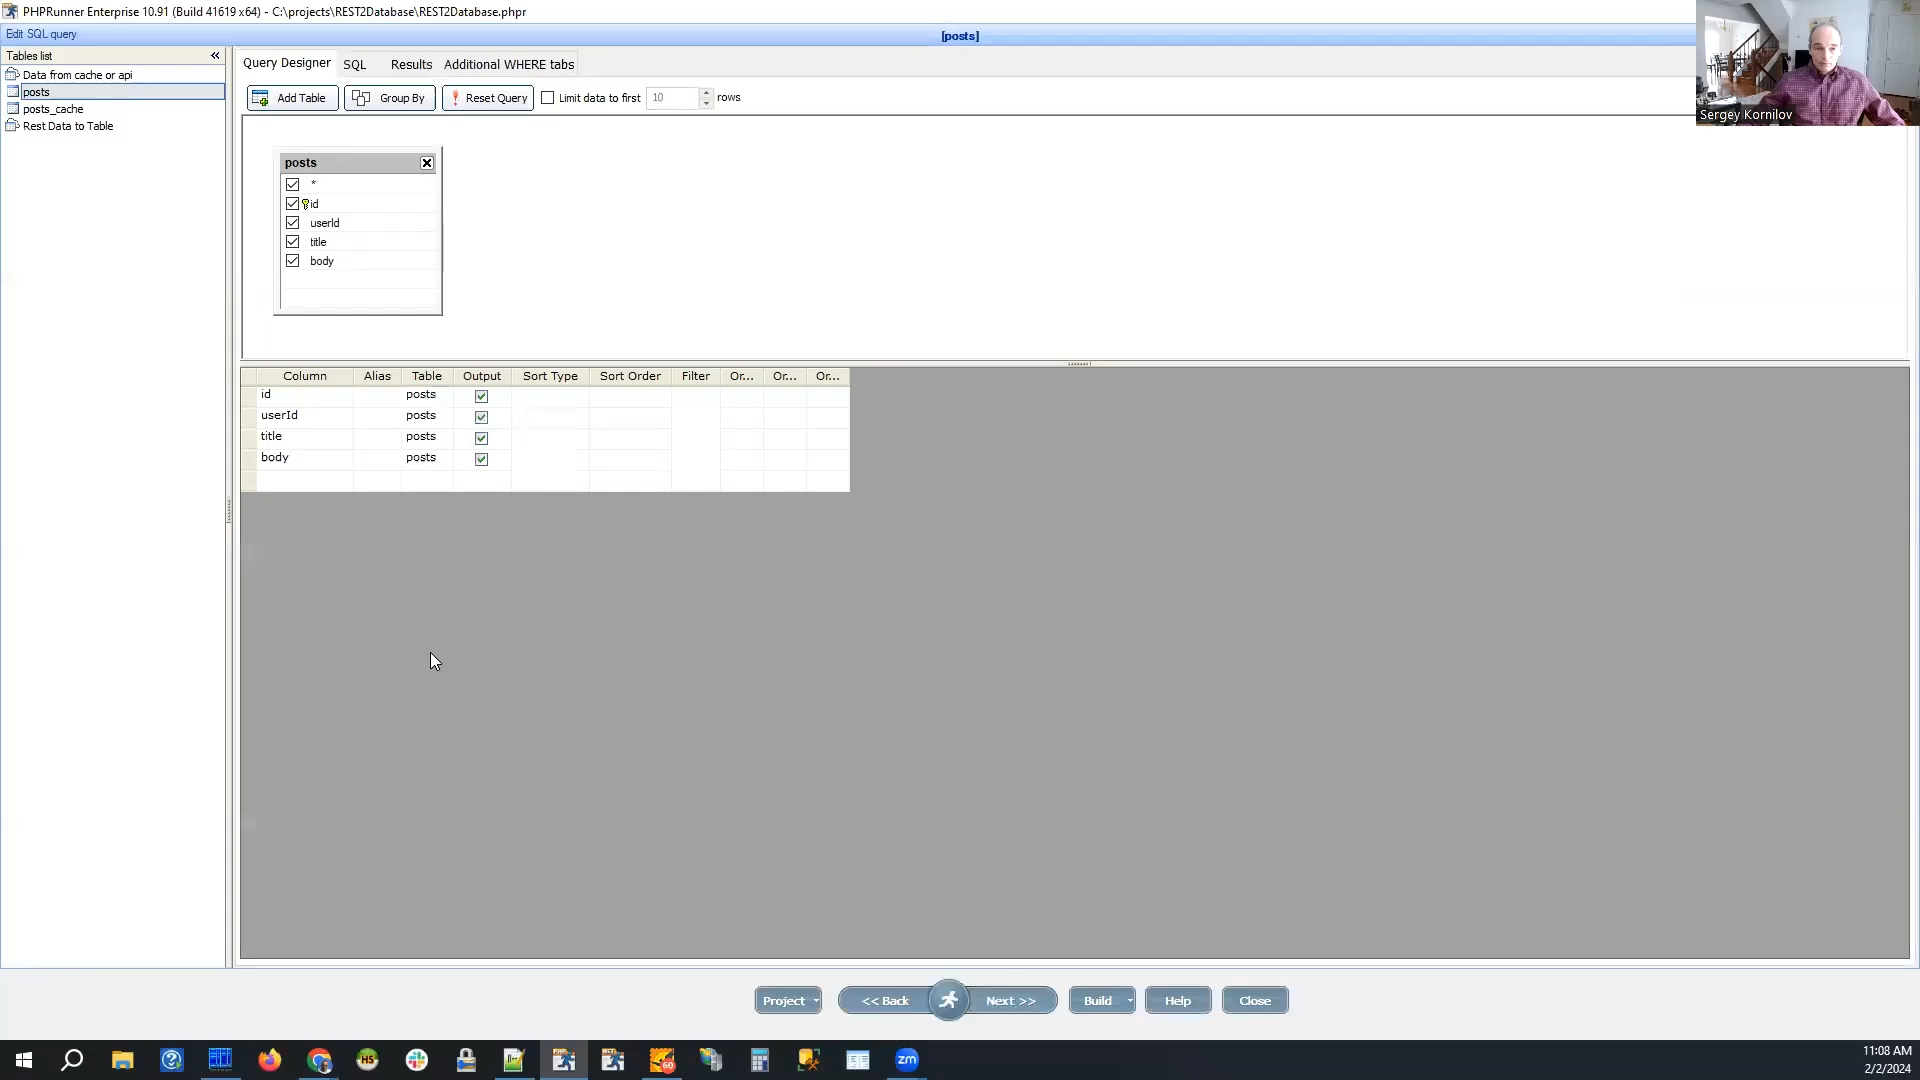 PHPRunner Enterprise 10.91 (Build 41619 x64) - C:\projects\REST2Database\REST2Database.phpr
Edit SQL query
[posts]
Tables list
«
Data from cache or api
posts
posts_cache
Rest Data to Table
Query Designer
SQL
Results
Additional WHERE tabs
Add Table
Group By
Reset Query
Limit data to first
10
rows
Sergey Kornilov
posts
*
id
userId
title
body
Column Alias Table Output Sort Type Sort Order Filter Or... Or... Or...
id posts
userId posts
title posts
body posts
Project
<< Back
Next >>
Build
Help
Close
HS
60
zm
11:08 AM
2/2/2024